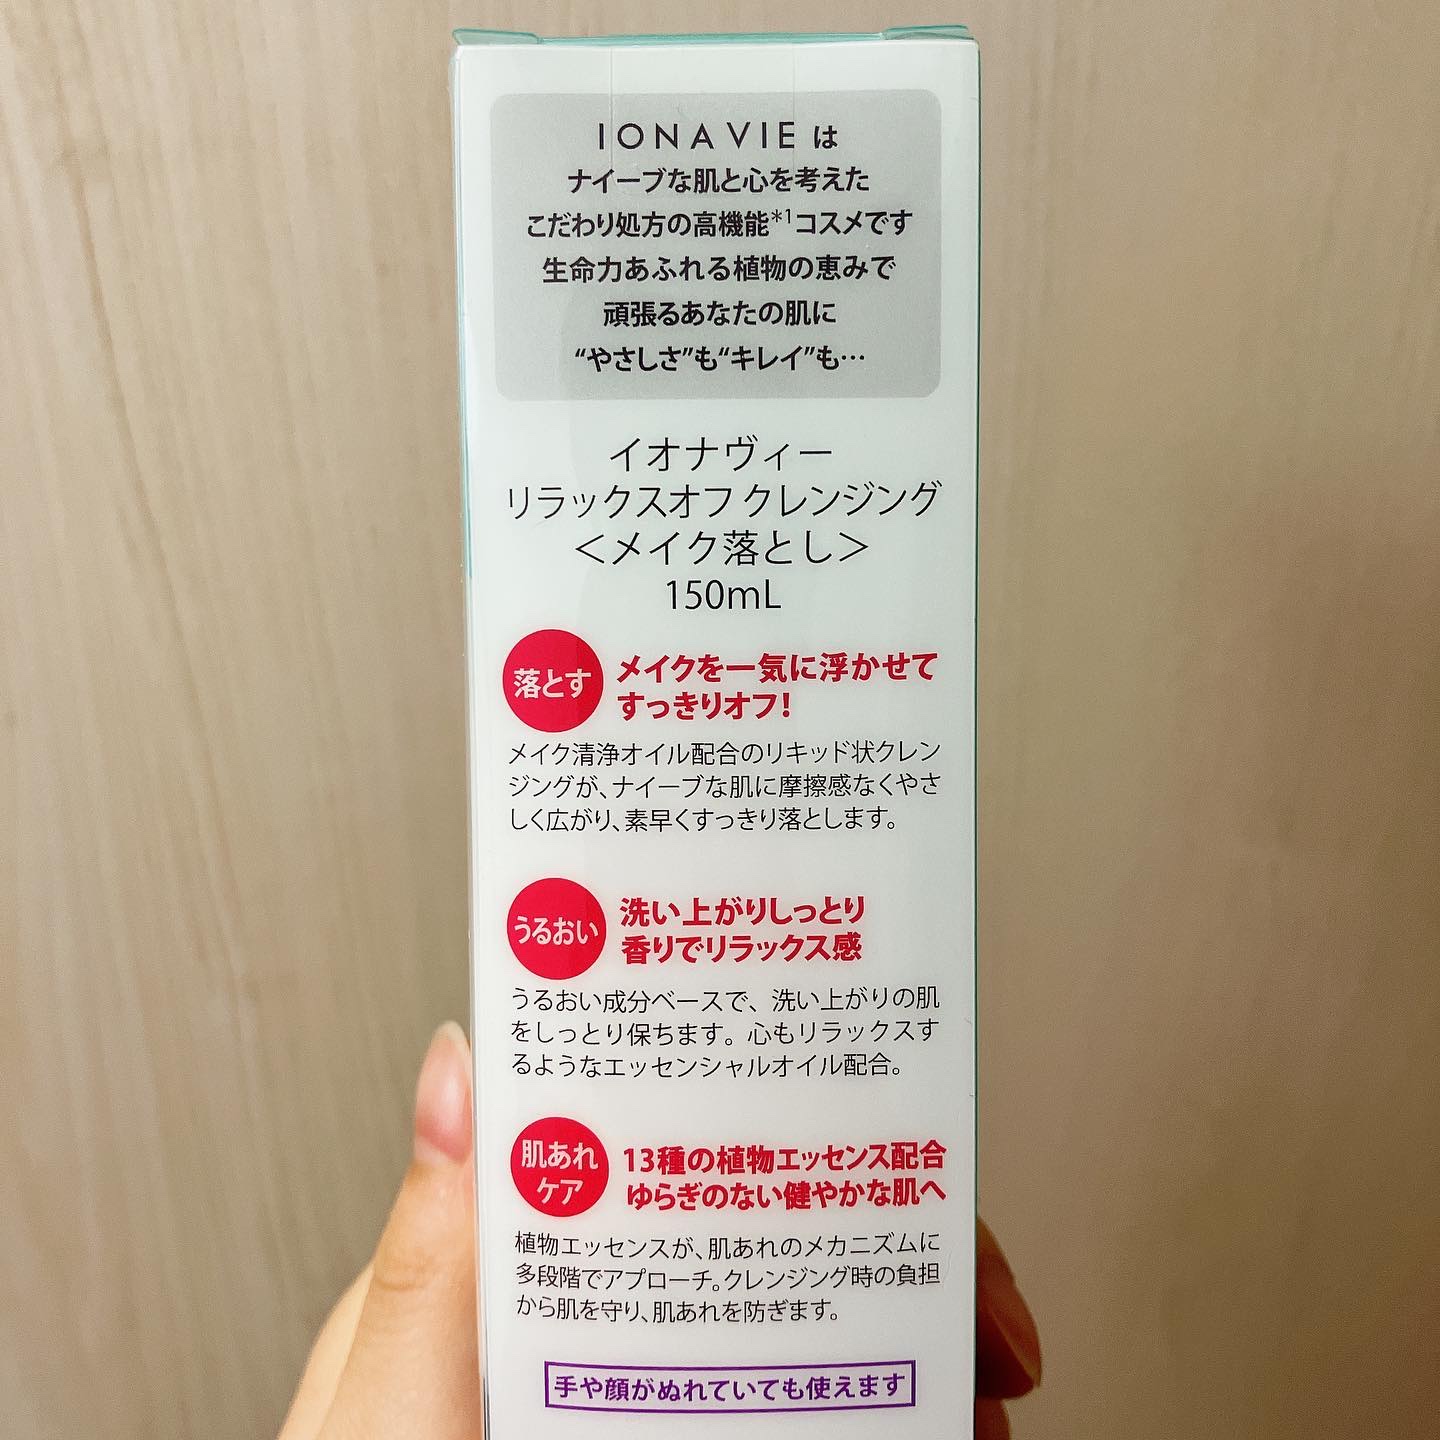 IONAVIE は
ナイーブな肌と心を考えた
こだわり処方の高機能*1コスメです
生命力あふれる植物の恵みで
頑張るあなたの肌に
“やさしさ”も“キレイ”も…
イオナヴィー
リラックスオフ クレンジング
＜メイク落とし＞
150mL
落とす
メイクを一気に浮かせて
すっきりオフ!
メイク清浄オイル配合のリキッド状クレン
ジングが、ナイーブな肌に摩擦感なくやさ
しく広がり、素早くすっきり落とします。
うるおい
洗い上がりしっとり
香りでリラックス感
うるおい成分ベースで、洗い上がりの肌
をしっとり保ちます。心もリラックスす
るようなエッセンシャルオイル配合。
肌あれ
ケア
13種の植物エッセンス配合
ゆらぎのない健やかな肌へ
植物エッセンスが、肌あれのメカニズムに
多段階でアプローチ。クレンジング時の負担
から肌を守り、肌あれを防ぎます。
手や顔がぬれていても使えます